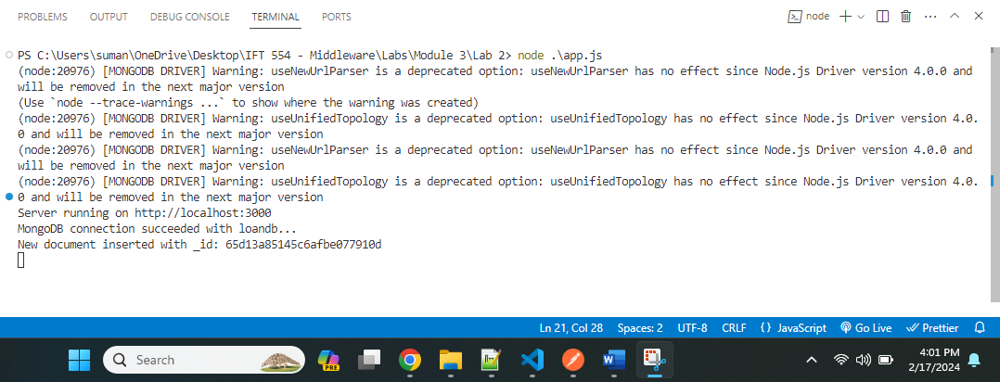 PROBLEMS OUTPUT DEBUG CONSOLE TERMINAL PORTS node
PS C:\Users\suman\OneDrive\Desktop\IFT 554 - Middleware\Labs\Module 3\Lab 2> node .\app.js
(node:20976) [MONGODB DRIVER] Warning: useNewUrlParser is a deprecated option: useNewUrlParser has no effect since Node.js Driver version 4.0.0 and
will be removed in the next major version
(Use `node --trace-warnings ...` to show where the warning was created)
(node:20976) [MONGODB DRIVER] Warning: useUnifiedTopology is a deprecated option: useUnifiedTopology has no effect since Node.js Driver version 4.0.
0 and will be removed in the next major version
(node:20976) [MONGODB DRIVER] Warning: useNewUrlParser is a deprecated option: useNewUrlParser has no effect since Node.js Driver version 4.0.0 and
will be removed in the next major version
(node:20976) [MONGODB DRIVER] Warning: useUnifiedTopology is a deprecated option: useUnifiedTopology has no effect since Node.js Driver version 4.0.
0 and will be removed in the next major version
Server running on http://localhost:3000
MongoDB connection succeeded with loandb...
New document inserted with _id: 65d13a85145c6afbe077910d
Ln 21, Col 28 Spaces: 2 UTF-8 CRLF {} JavaScript Go Live Prettier
Search PRE W 4:01 PM
2/17/2024